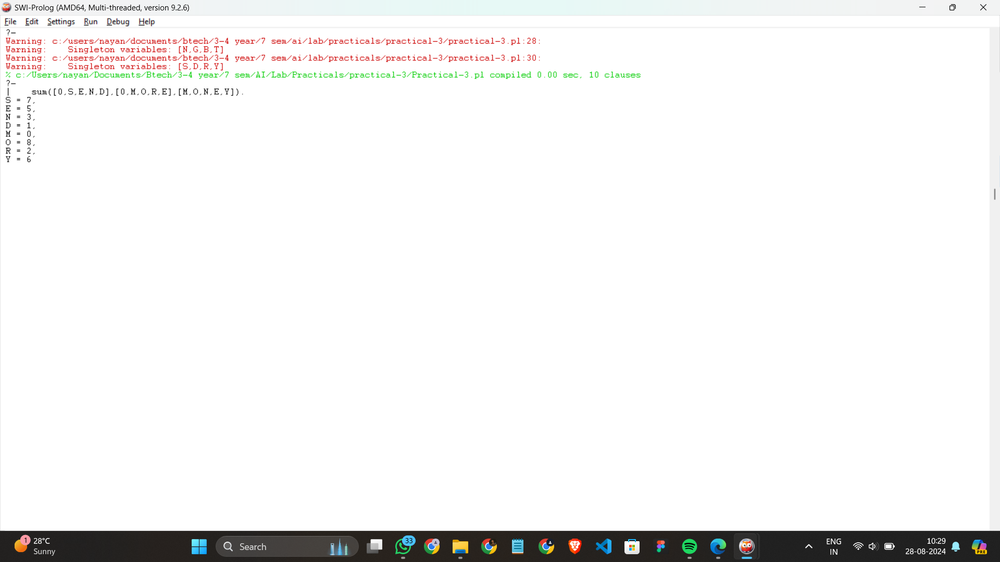 SWI-Prolog (AMD64, Multi-threaded, version 9.2.6)
File Edit Settings Run Debug Help
?-
Warning: c:/users/nayan/documents/btech/3-4 year/7 sem/ai/lab/practicals/practical-3/practical-3.pl:28:
Warning:    Singleton variables: [N,G,B,T]
Warning: c:/users/nayan/documents/btech/3-4 year/7 sem/ai/lab/practicals/practical-3/practical-3.pl:30:
Warning:    Singleton variables: [S,D,R,Y]
% c:/Users/nayan/Documents/Btech/3-4 year/7 sem/AI/Lab/Practicals/practical-3/Practical-3.pl compiled 0.00 sec, 10 clauses
?-
|    sum([0,S,E,N,D],[0,M,O,R,E],[M,O,N,E,Y]).
S = 7,
E = 5,
N = 3,
D = 1,
M = 0,
O = 8,
R = 2,
Y = 6
1
28°C
Sunny
Search
33
ENG
IN
10:29
28-08-2024
PRE